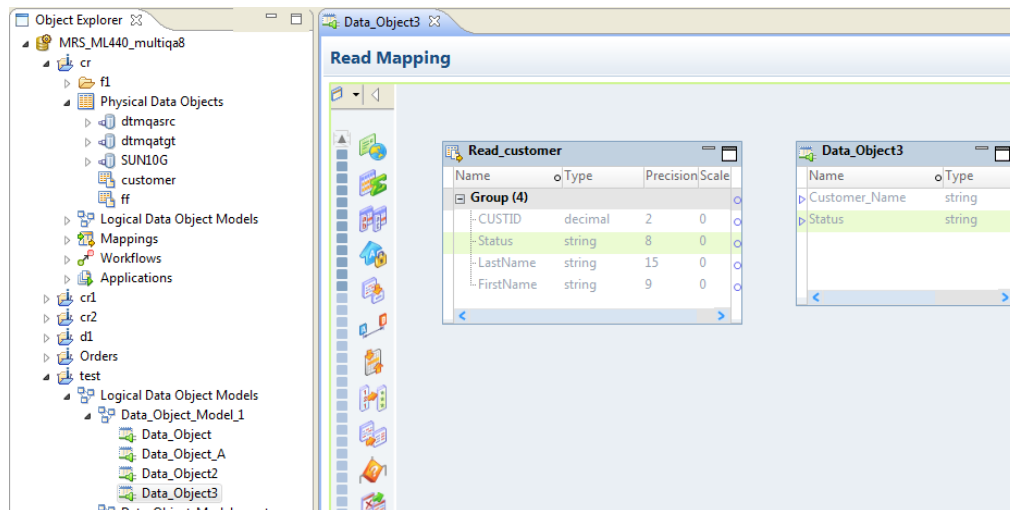 Object Explorer
MRS_ML440_multiqa8
cr
f1
Physical Data Objects
dtmqasrc
dtmqatgt
SUN10G
customer
ff
Logical Data Object Models
Mappings
Workflows
Applications
cr1
cr2
d1
Orders
test
Logical Data Object Models
Data_Object_Model_1
Data_Object
Data_Object_A
Data_Object2
Data_Object3
Data_Object3
Read Mapping
Read_customer
Name Type Precision Scale
Group (4)
CUSTID decimal 2 0
Status string 8 0
LastName string 15 0
FirstName string 9 0
Data_Object3
Name Type
Customer_Name string
Status string